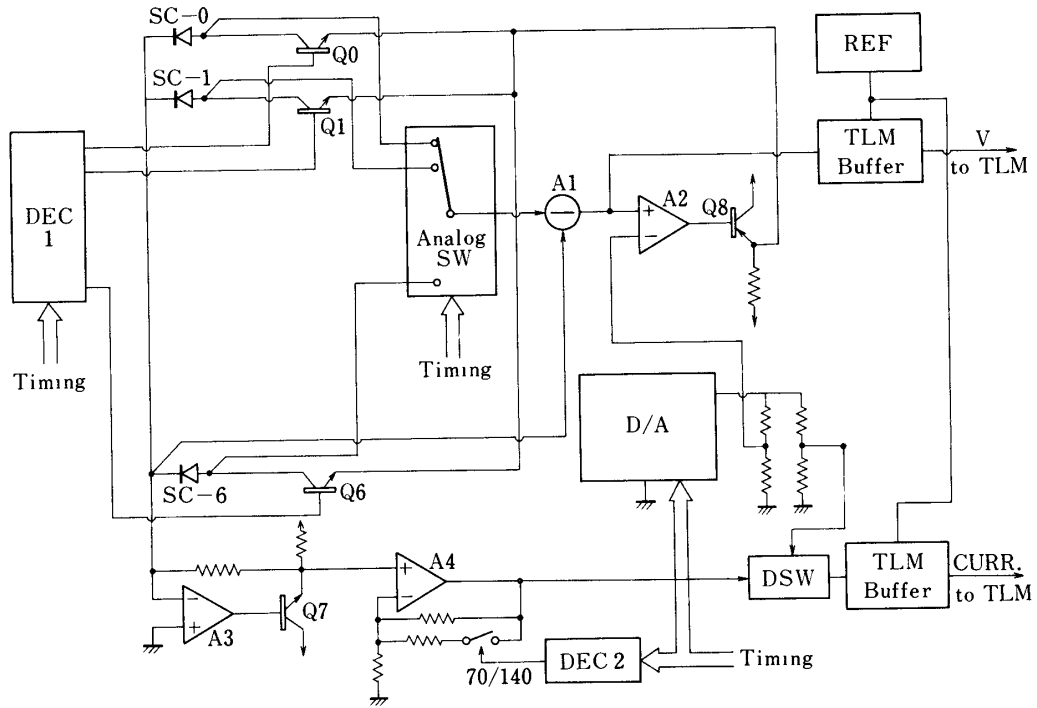 SC-0
Q0
SC-1
Q1
REF
TLM
Buffer
V
to TLM
DEC
1
A1
A2
Q8
Analog
SW
Timing
Timing
D/A
SC-6
Q6
A4
Q7
A3
DSW
TLM
Buffer
CURR.
to TLM
70/140
DEC 2
Timing
+
−
−
−
+
+
−